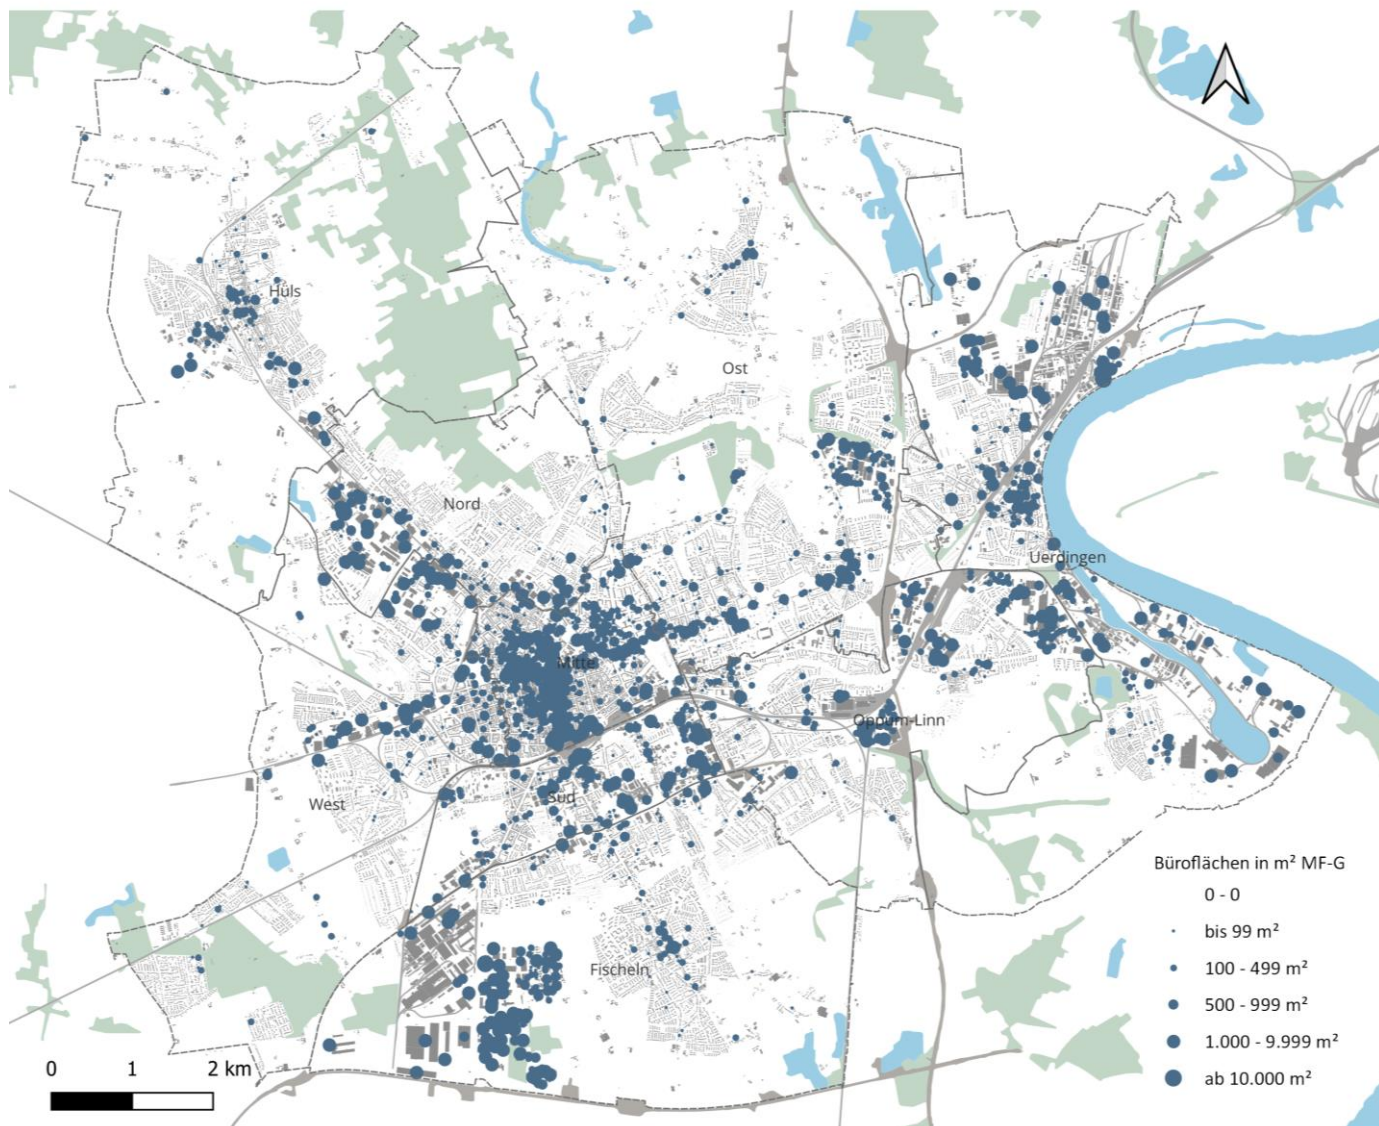 Hüls
Ost
Nord
Uerdingen
Mitte
Oppum-Linn
West
Süd
Fischeln
Büroflächen in m² MF-G
0 - 0
bis 99 m²
100 - 499 m²
500 - 999 m²
1.000 - 9.999 m²
ab 10.000 m²
0 1 2 km